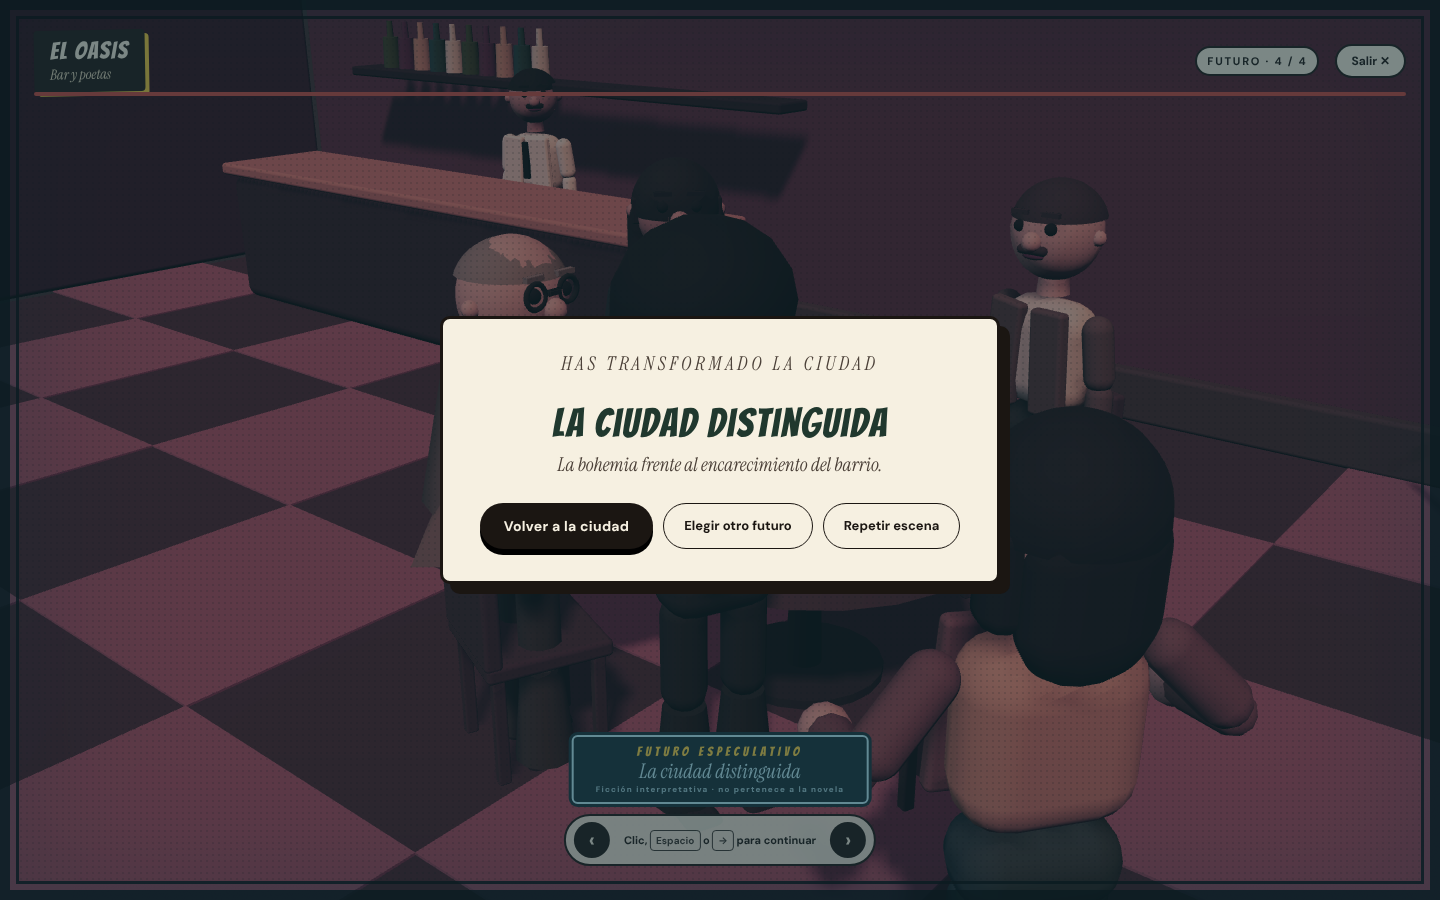 EL OASIS
Bar y poetas
FUTURO · 4 / 4
Salir ✕
HAS TRANSFORMADO LA CIUDAD
LA CIUDAD DISTINGUIDA
La bohemia frente al encarecimiento del barrio.
Volver a la ciudad
Elegir otro futuro
Repetir escena
FUTURO ESPECULATIVO
La ciudad distinguida
Ficción interpretativa · no pertenece a la novela
‹ Clic, Espacio o → para continuar ›